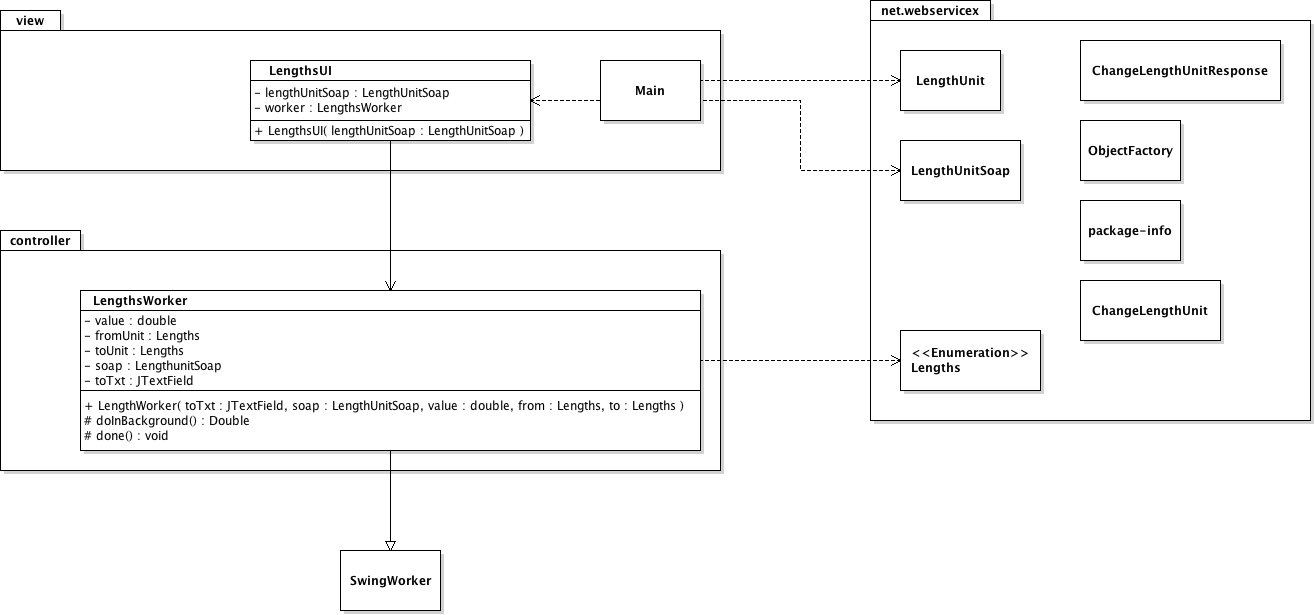 view
LengthsUI
- lengthUnitSoap : LengthUnitSoap
- worker : LengthsWorker
+ LengthsUI( lengthUnitSoap : LengthUnitSoap )
Main
net.webservicex
LengthUnit
ChangeLengthUnitResponse
ObjectFactory
LengthUnitSoap
package-info
ChangeLengthUnit
<<Enumeration>>
Lengths
controller
LengthsWorker
- value : double
- fromUnit : Lengths
- toUnit : Lengths
- soap : LengthunitSoap
- toTxt : JTextField
+ LengthWorker( toTxt : JTextField, soap : LengthUnitSoap, value : double, from : Lengths, to : Lengths )
# doInBackground() : Double
# done() : void
SwingWorker